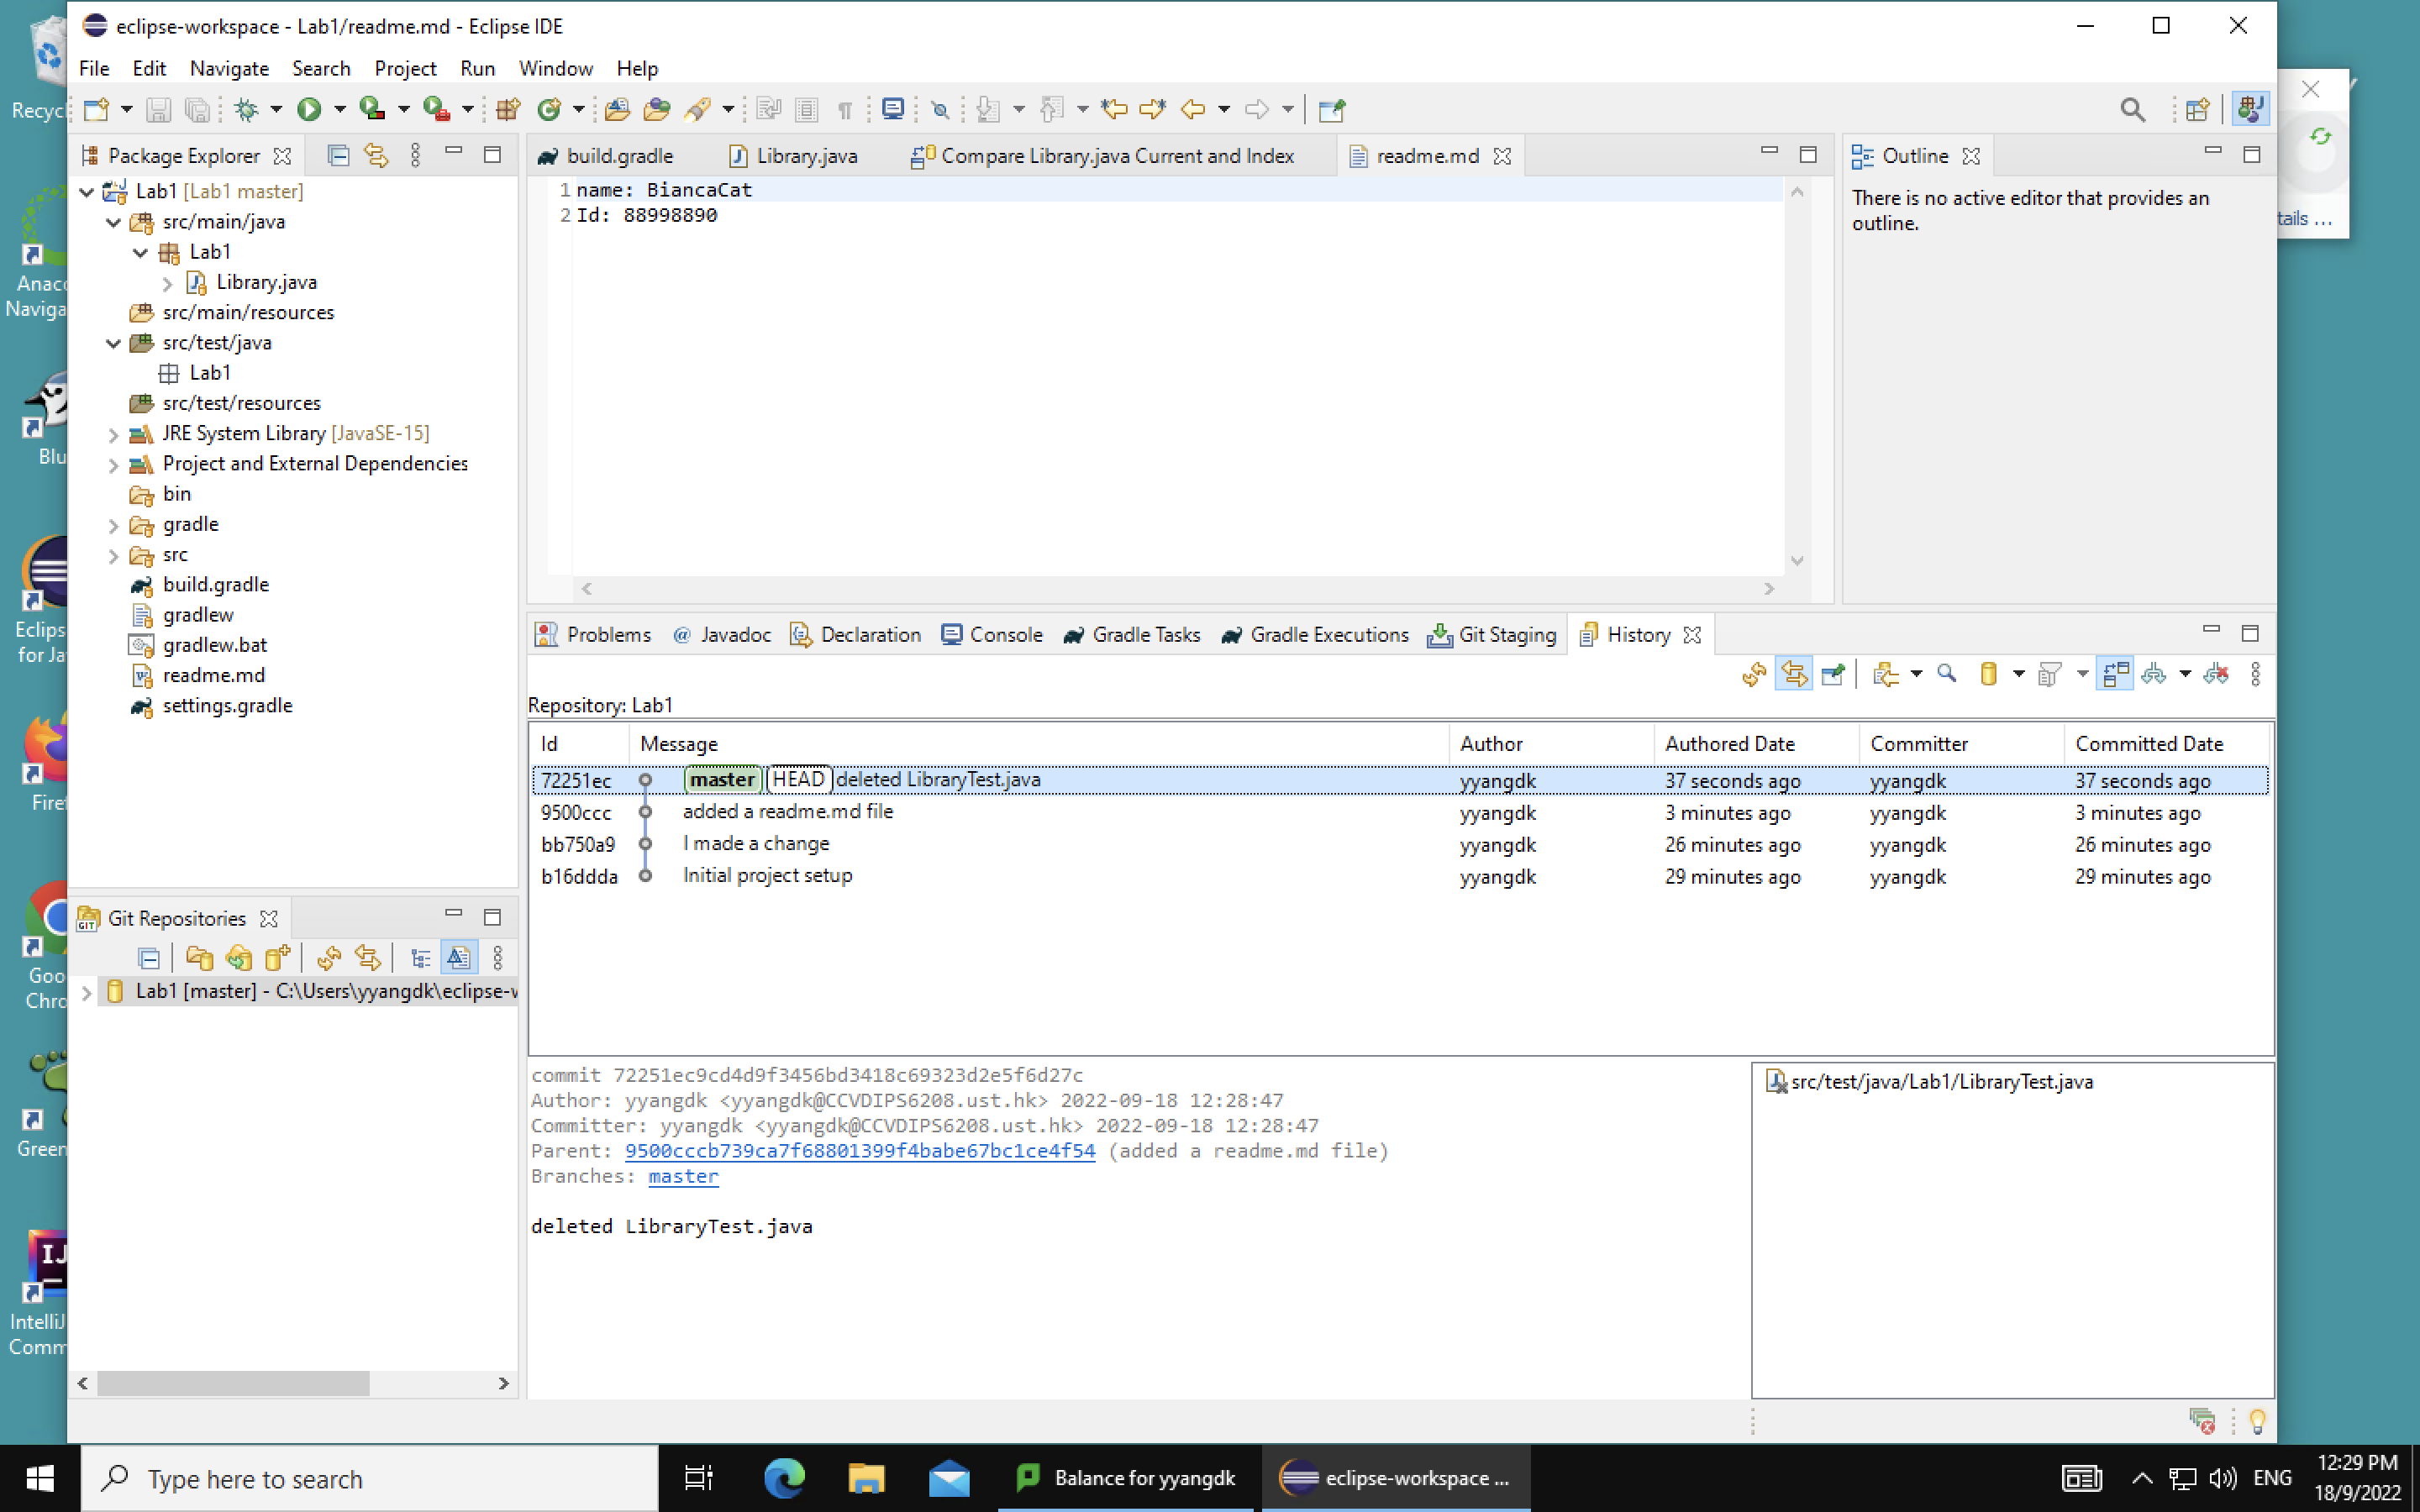 eclipse-workspace - Lab1/readme.md - Eclipse IDE
File Edit Navigate Search Project Run Window Help
Package Explorer
Lab1 [Lab1 master]
src/main/java
Lab1
Library.java
src/main/resources
src/test/java
Lab1
src/test/resources
JRE System Library [JavaSE-15]
Project and External Dependencies
bin
gradle
src
build.gradle
gradlew
gradlew.bat
readme.md
settings.gradle
build.gradle Library.java Compare Library.java Current and Index readme.md
1 name: BiancaCat
2 Id: 88998890
Outline
There is no active editor that provides an
outline.
tails ...
Problems @ Javadoc Declaration Console Gradle Tasks Gradle Executions Git Staging History
Repository: Lab1
Id Message Author Authored Date Committer Committed Date
72251ec master HEAD deleted LibraryTest.java yyangdk 37 seconds ago yyangdk 37 seconds ago
9500ccc added a readme.md file yyangdk 3 minutes ago yyangdk 3 minutes ago
bb750a9 I made a change yyangdk 26 minutes ago yyangdk 26 minutes ago
b16ddda Initial project setup yyangdk 29 minutes ago yyangdk 29 minutes ago
Git Repositories
GIT
Lab1 [master] - C:\Users\yyangdk\eclipse-w
commit 72251ec9cd4d9f3456bd3418c69323d2e5f6d27c
Author: yyangdk <yyangdk@CCVDIPS6208.ust.hk> 2022-09-18 12:28:47
Committer: yyangdk <yyangdk@CCVDIPS6208.ust.hk> 2022-09-18 12:28:47
Parent: 9500cccb739ca7f68801399f4babe67bc1ce4f54 (added a readme.md file)
Branches: master
deleted LibraryTest.java
src/test/java/Lab1/LibraryTest.java
Recyc
Anaco
Naviga
Blu
Eclips
for Ja
Firef
Goo
Chro
Green
IJ
IntelliJ
Comm
Type here to search
Balance for yyangdk
eclipse-workspace ...
ENG
12:29 PM
18/9/2022